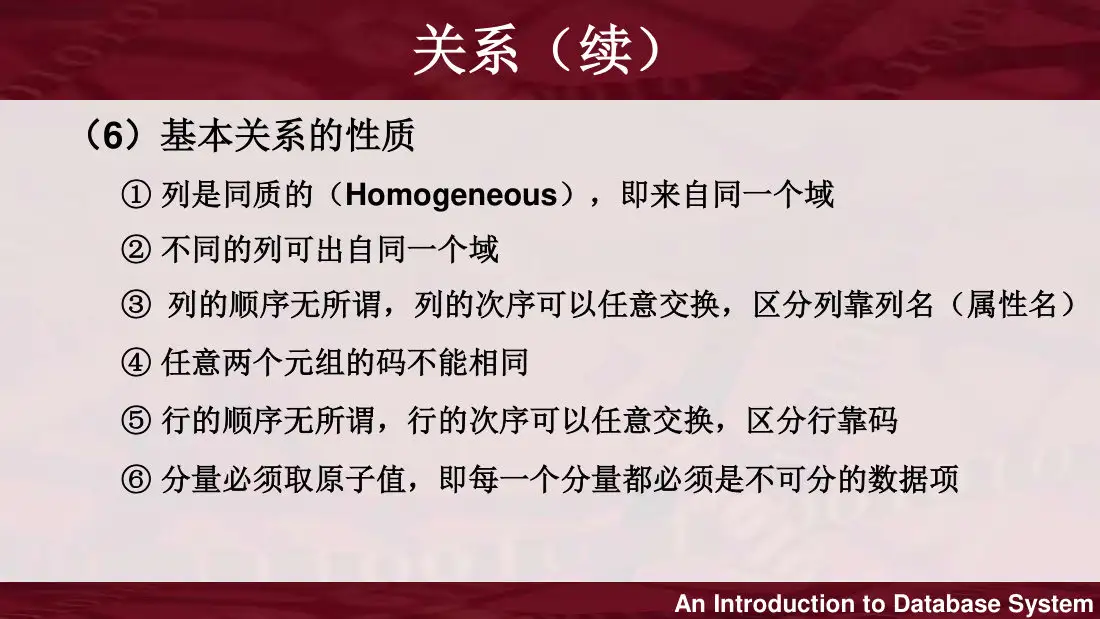 关系（续）
（6）基本关系的性质
① 列是同质的（Homogeneous），即来自同一个域
② 不同的列可出自同一个域
③ 列的顺序无所谓，列的次序可以任意交换，区分列靠列名（属性名）
④ 任意两个元组的码不能相同
⑤ 行的顺序无所谓，行的次序可以任意交换，区分行靠码
⑥ 分量必须取原子值，即每一个分量都必须是不可分的数据项
An Introduction to Database System